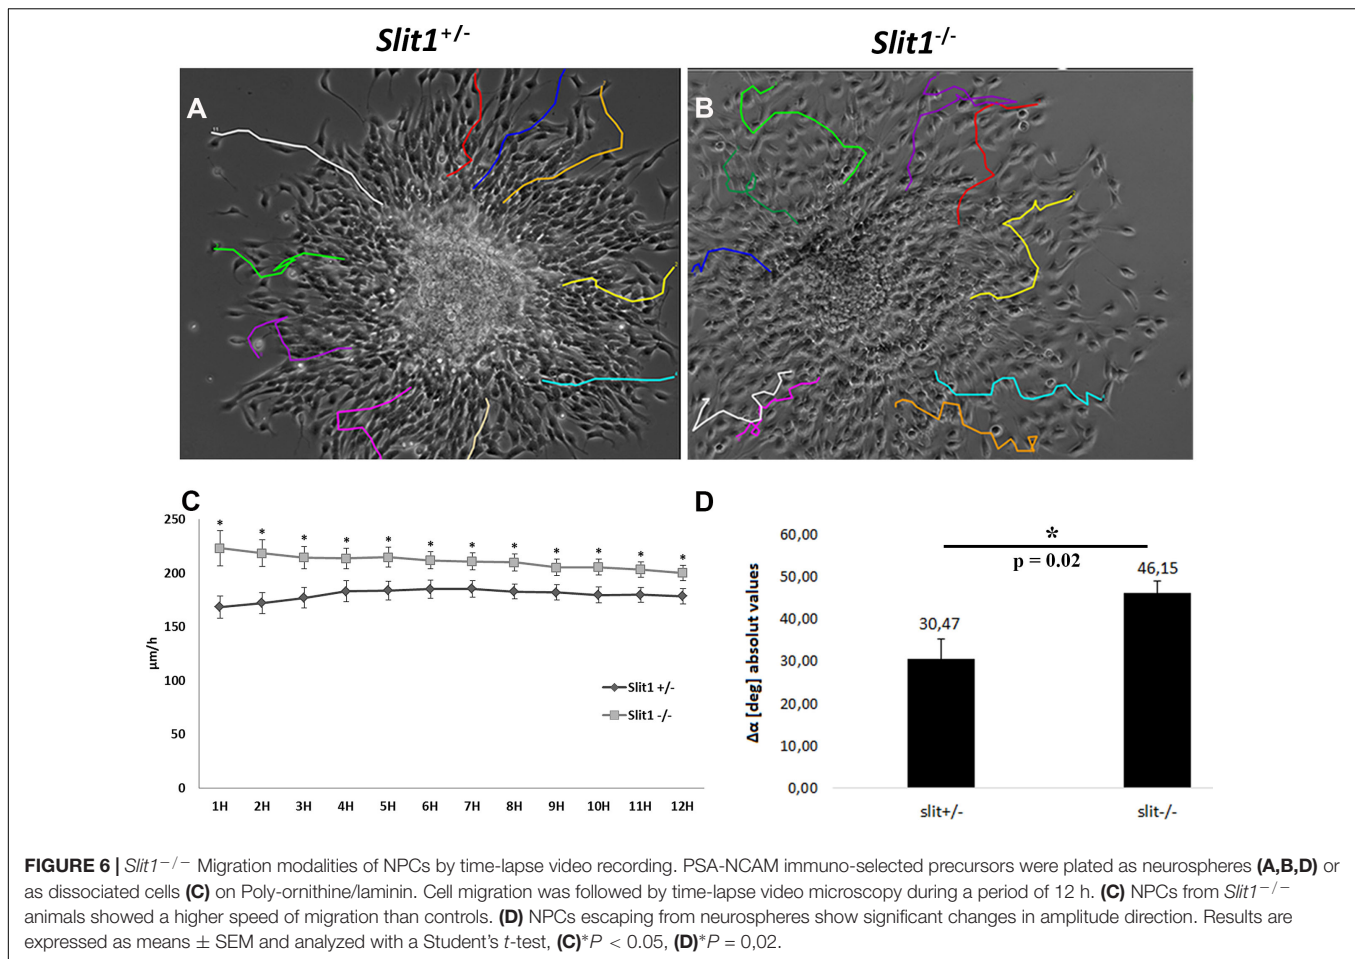 Slit1+/-
Slit1-/-
A
B
C
250
200
150
100
50
0
µm/h
* * * * * * * * * * * *
Slit1 +/-
Slit1 -/-
1H 2H 3H 4H 5H 6H 7H 8H 9H 10H 11H 12H
D
60,00
50,00
40,00
30,00
20,00
10,00
0,00
Δα [deg] absolut values
*
p = 0.02
30,47
46,15
slit+/-
slit-/-
FIGURE 6 | Slit1−/− Migration modalities of NPCs by time-lapse video recording. PSA-NCAM immuno-selected precursors were plated as neurospheres (A,B,D) or
as dissociated cells (C) on Poly-ornithine/laminin. Cell migration was followed by time-lapse video microscopy during a period of 12 h. (C) NPCs from Slit1−/−
animals showed a higher speed of migration than controls. (D) NPCs escaping from neurospheres show significant changes in amplitude direction. Results are
expressed as means ± SEM and analyzed with a Student's t-test, (C)*P < 0.05, (D)*P = 0,02.